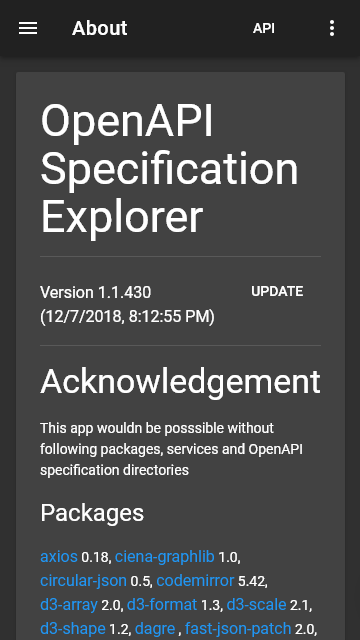 About
API
OpenAPI
Specification
Explorer
Version 1.1.430
UPDATE
(12/7/2018, 8:12:55 PM)
Acknowledgement
This app wouldn be posssible without
following packages, services and OpenAPI
specification directories
Packages
axios 0.18, ciena-graphlib 1.0,
circular-json 0.5, codemirror 5.42,
d3-array 2.0, d3-format 1.3, d3-scale 2.1,
d3-shape 1.2, dagre , fast-json-patch 2.0,